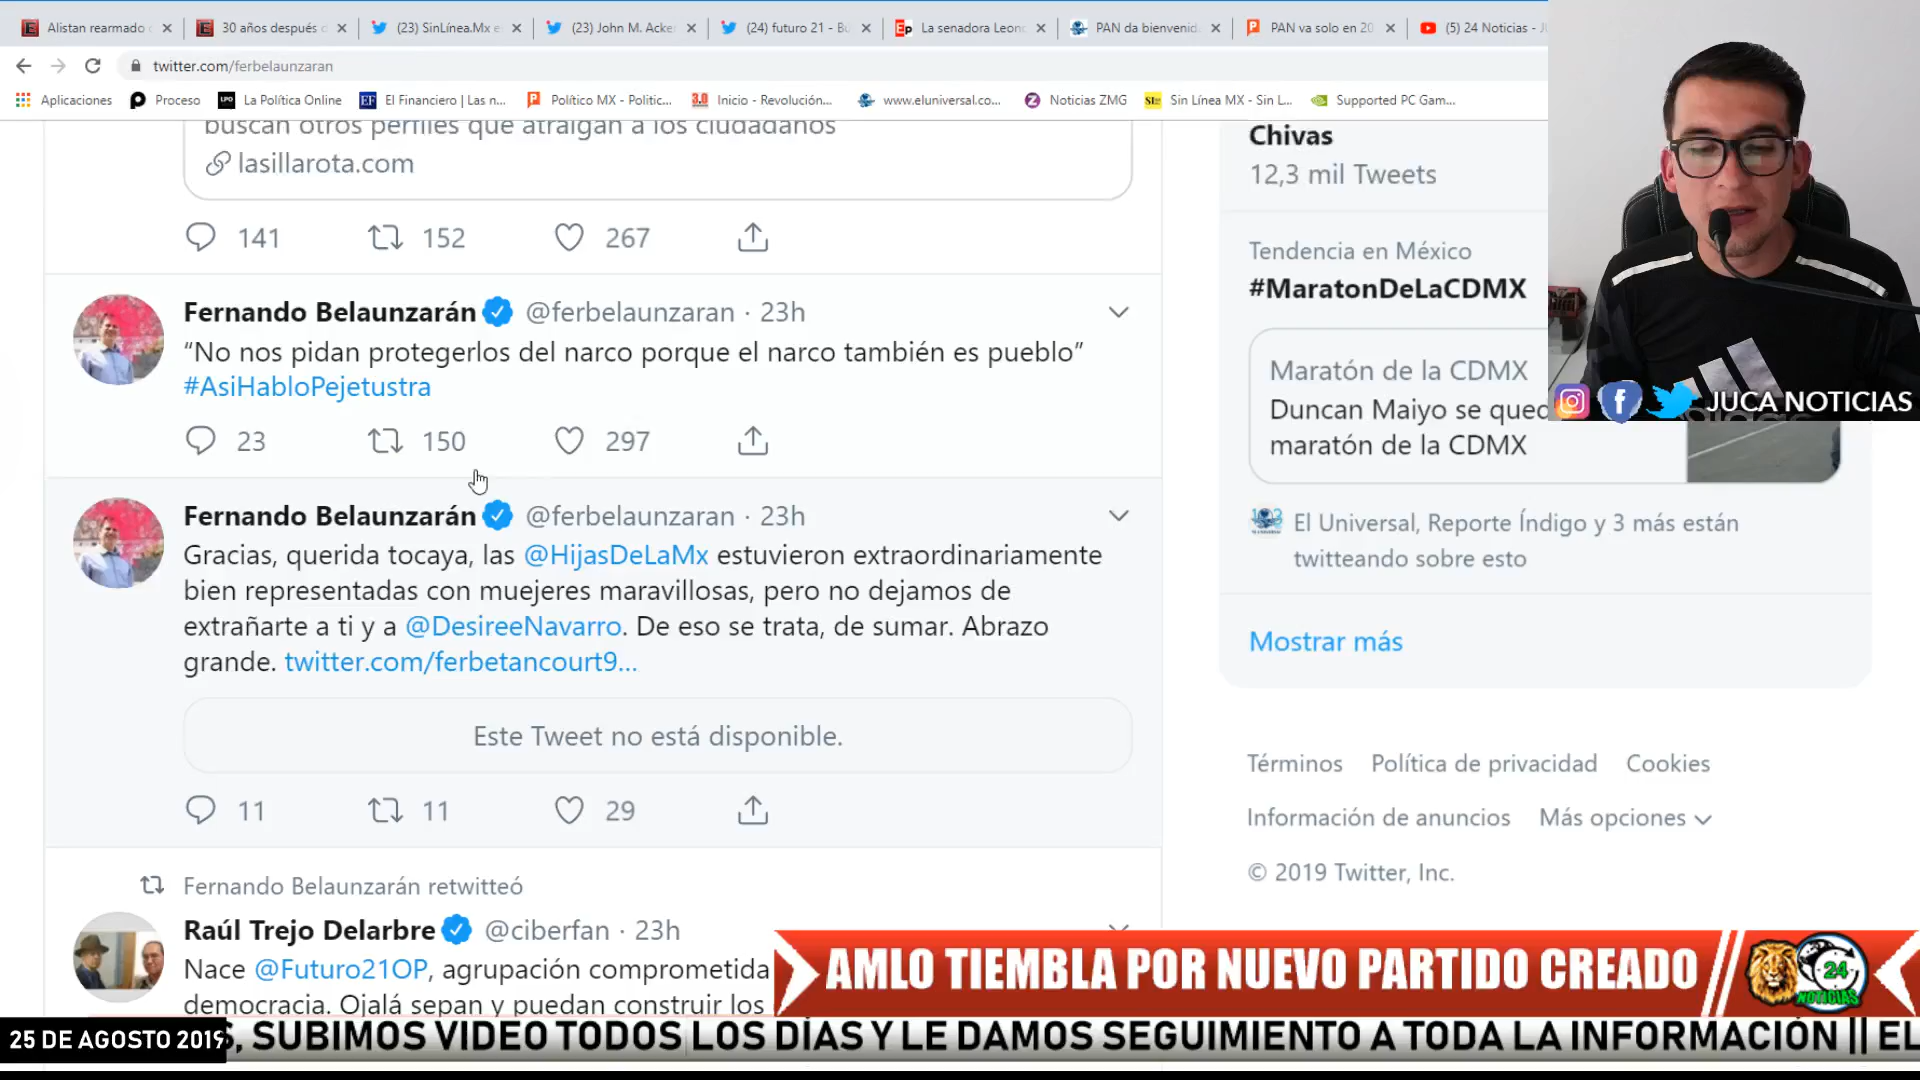 Alistan rearmado
30 años después
(23) SinLínea.Mx e
(23) John M. Acke
(24) futuro 21 - B
Ep La senadora Leon
PAN da bienvenid
PAN va solo en 20
(5) 24 Noticias - J
twitter.com/ferbelaunzaran
Aplicaciones
Proceso
LPO La Política Online
EF El Financiero | Las n...
Político MX - Politic...
3.0 Inicio - Revolución...
www.eluniversal.co...
Noticias ZMG
Sin Línea MX - Sin L...
Supported PC Gam...
buscan otros perfiles que atraigan a los ciudadanos
lasillarota.com
141 152 267
Fernando Belaunzarán @ferbelaunzaran · 23h
“No nos pidan protegerlos del narco porque el narco también es pueblo”
#AsiHabloPejetustra
23 150 297
Fernando Belaunzarán @ferbelaunzaran · 23h
Gracias, querida tocaya, las @HijasDeLaMx estuvieron extraordinariamente
bien representadas con muejeres maravillosas, pero no dejamos de
extrañarte a ti y a @DesireeNavarro. De eso se trata, de sumar. Abrazo
grande. twitter.com/ferbetancourt9...
Este Tweet no está disponible.
11 11 29
Fernando Belaunzarán retwitteó
Raúl Trejo Delarbre @ciberfan · 23h
Nace @Futuro21OP, agrupación comprometida
democracia. Ojalá sepan y puedan construir los
Chivas
12,3 mil Tweets
Tendencia en México
#MaratonDeLaCDMX
Maratón de la CDMX
Duncan Maiyo se qued
maratón de la CDMX
El Universal, Reporte Índigo y 3 más están
twitteando sobre esto
Mostrar más
Términos Política de privacidad Cookies
Información de anuncios Más opciones
© 2019 Twitter, Inc.
JUCA NOTICIAS
AMLO TIEMBLA POR NUEVO PARTIDO CREADO
24
NOTICIAS
25 DE AGOSTO 2019
S, SUBIMOS VIDEO TODOS LOS DÍAS Y LE DAMOS SEGUIMIENTO A TODA LA INFORMACIÓN || EL